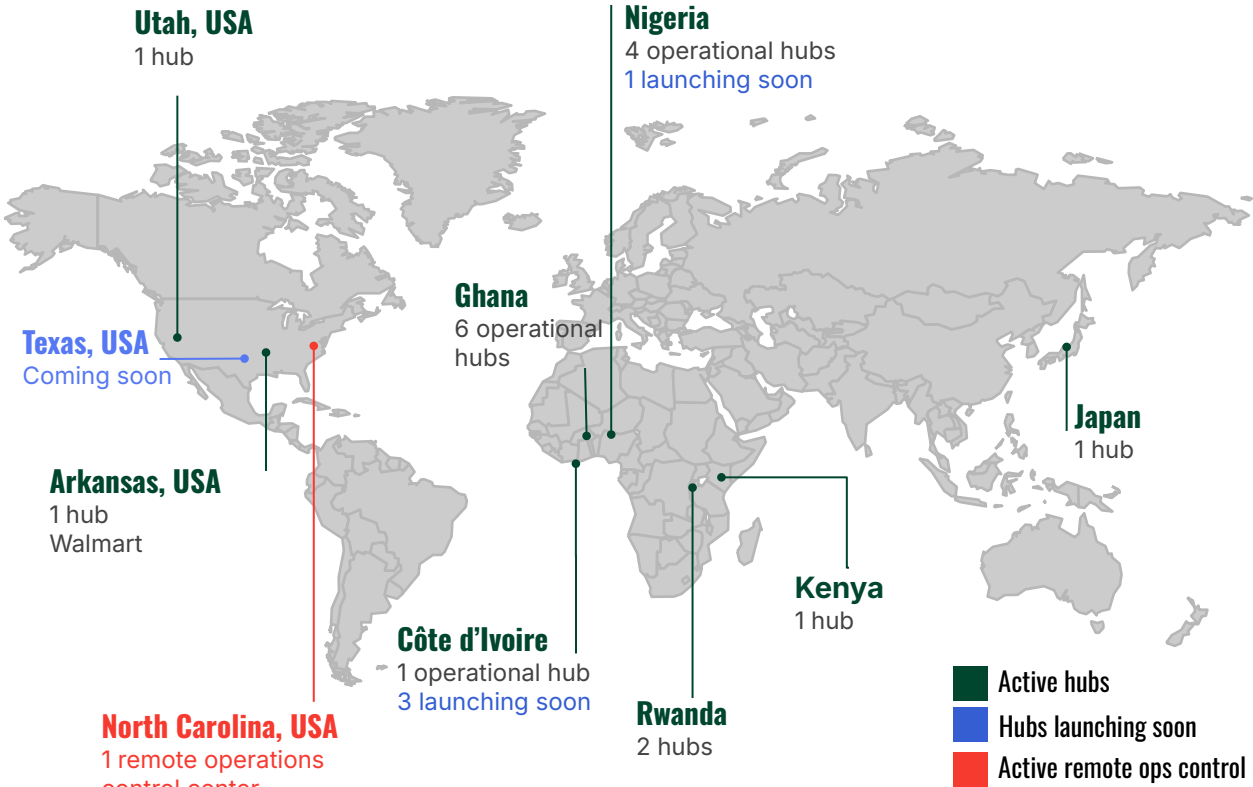 Utah, USA
1 hub
Nigeria
4 operational hubs
1 launching soon
Ghana
6 operational
hubs
Texas, USA
Coming soon
Japan
1 hub
Arkansas, USA
1 hub
Walmart
Kenya
1 hub
Côte d’Ivoire
1 operational hub
3 launching soon
Rwanda
2 hubs
North Carolina, USA
1 remote operations
control center
Active hubs
Hubs launching soon
Active remote ops control